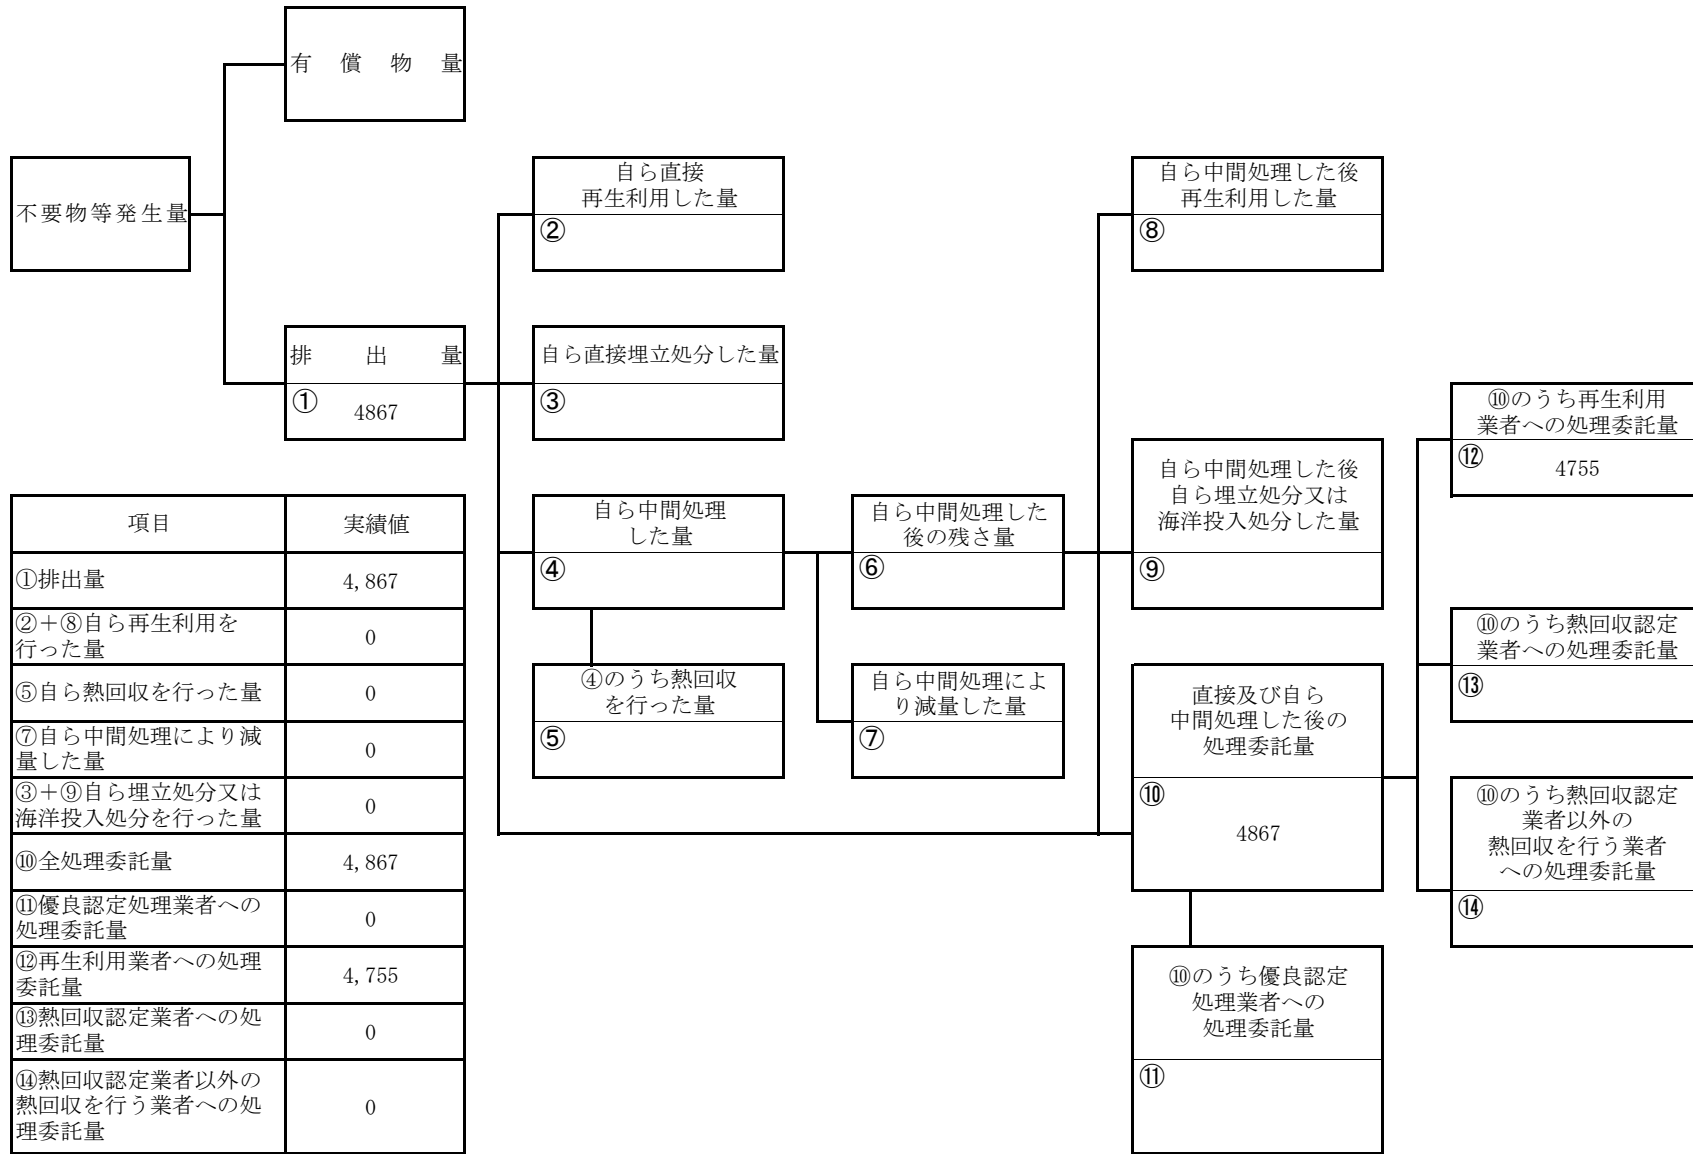 有償物量
不要物等発生量
自ら直接
再生利用した量
②
自ら中間処理した後
再生利用した量
⑧
排出量
① 4867
自ら直接埋立処分した量
③
⑩のうち再生利用
業者への処理委託量
⑫ 4755
自ら中間処理
した量
④
自ら中間処理した
後の残さ量
⑥
自ら中間処理した後
自ら埋立処分又は
海洋投入処分した量
⑨
④のうち熱回収
を行った量
⑤
自ら中間処理によ
り減量した量
⑦
直接及び自ら
中間処理した後の
処理委託量
⑩
4867
⑩のうち熱回収認定
業者への処理委託量
⑬
⑩のうち熱回収認定
業者以外の
熱回収を行う業者
への処理委託量
⑭
⑩のうち優良認定
処理業者への
処理委託量
⑪
項目 実績値
①排出量 4,867
②+⑧自ら再生利用を
行った量 0
⑤自ら熱回収を行った量 0
⑦自ら中間処理により減
量した量 0
③+⑨自ら埋立処分又は
海洋投入処分を行った量 0
⑩全処理委託量 4,867
⑪優良認定処理業者への
処理委託量 0
⑫再生利用業者への処理
委託量 4,755
⑬熱回収認定業者への処
理委託量 0
⑭熱回収認定業者以外の
熱回収を行う業者への処
理委託量 0